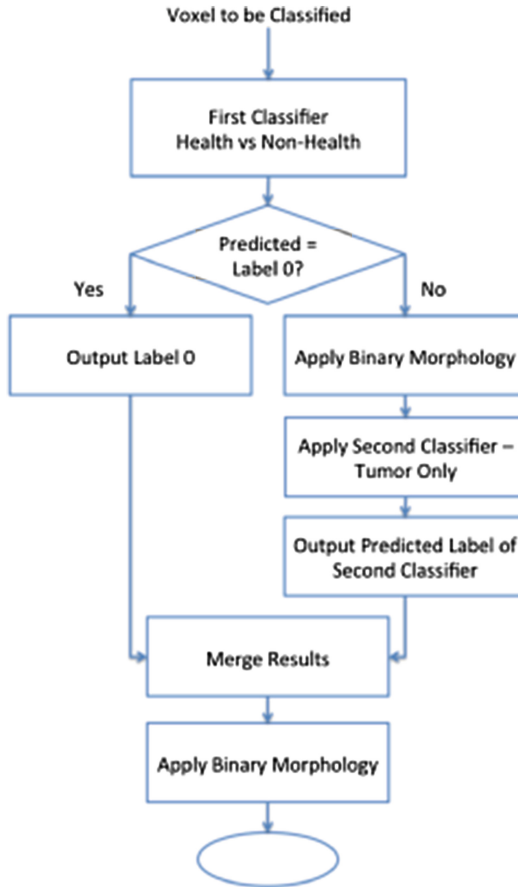 Voxel to be Classified
First Classifier
Health vs Non-Health
Predicted =
Label 0?
Yes
No
Output Label 0
Apply Binary Morphology
Apply Second Classifier –
Tumor Only
Output Predicted Label of
Second Classifier
Merge Results
Apply Binary Morphology